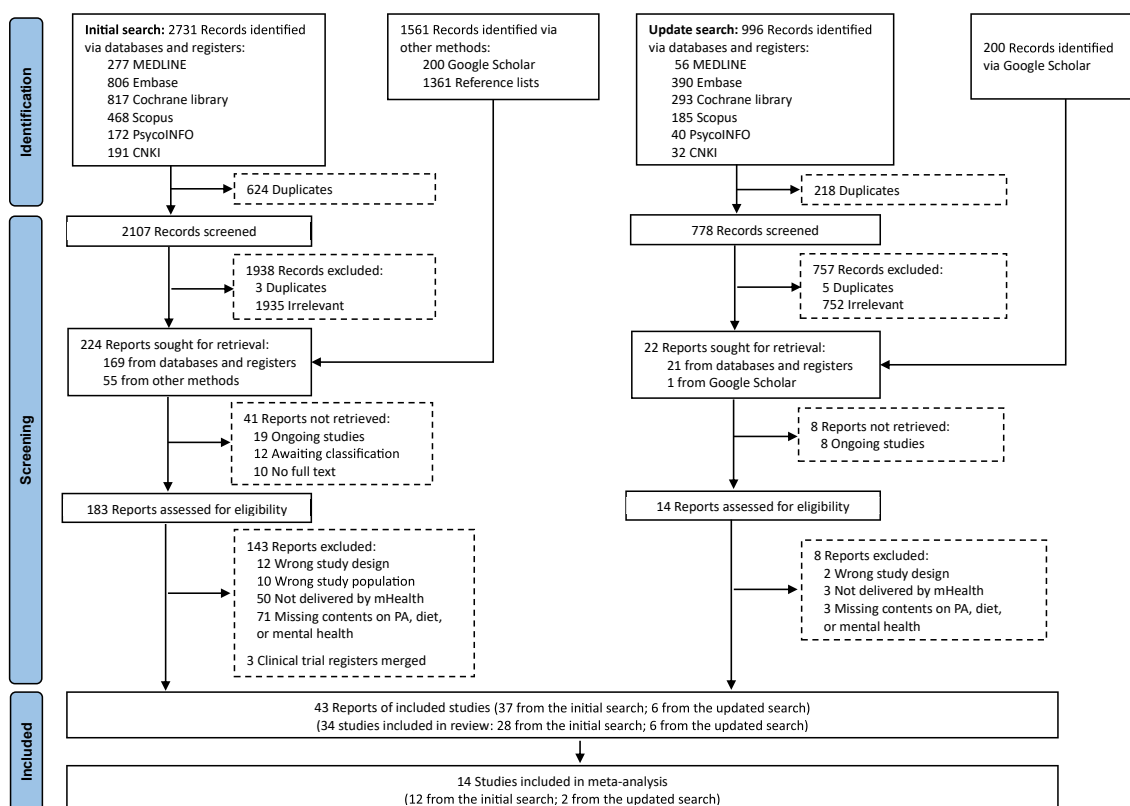 Identification
Initial search: 2731 Records identified
via databases and registers:
277 MEDLINE
806 Embase
817 Cochrane library
468 Scopus
172 PsycoINFO
191 CNKI
1561 Records identified via
other methods:
200 Google Scholar
1361 Reference lists
Update search: 996 Records identified
via databases and registers:
56 MEDLINE
390 Embase
293 Cochrane library
185 Scopus
40 PsycoINFO
32 CNKI
200 Records identified
via Google Scholar
624 Duplicates
218 Duplicates
Screening
2107 Records screened
778 Records screened
1938 Records excluded:
3 Duplicates
1935 Irrelevant
757 Records excluded:
5 Duplicates
752 Irrelevant
224 Reports sought for retrieval:
169 from databases and registers
55 from other methods
22 Reports sought for retrieval:
21 from databases and registers
1 from Google Scholar
41 Reports not retrieved:
19 Ongoing studies
12 Awaiting classification
10 No full text
8 Reports not retrieved:
8 Ongoing studies
183 Reports assessed for eligibility
14 Reports assessed for eligibility
143 Reports excluded:
12 Wrong study design
10 Wrong study population
50 Not delivered by mHealth
71 Missing contents on PA, diet,
or mental health
3 Clinical trial registers merged
8 Reports excluded:
2 Wrong study design
3 Not delivered by mHealth
3 Missing contents on PA, diet,
or mental health
Included
43 Reports of included studies (37 from the initial search; 6 from the updated search)
(34 studies included in review: 28 from the initial search; 6 from the updated search)
14 Studies included in meta-analysis
(12 from the initial search; 2 from the updated search)